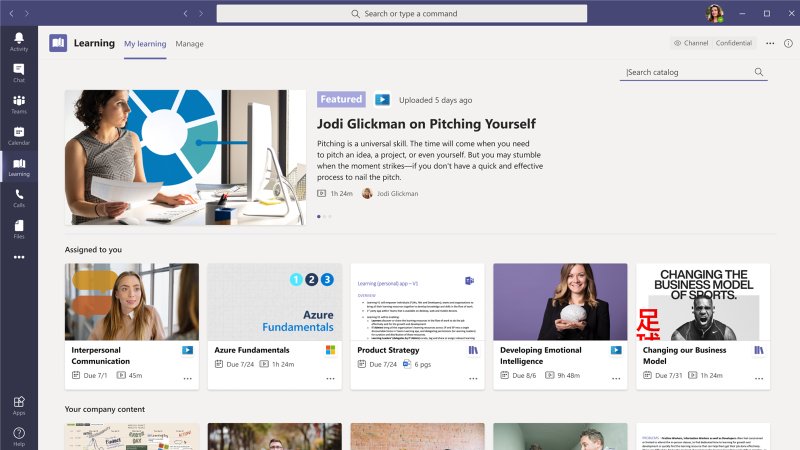 Search or type a command
Activity
Chat
Teams
Calendar
Learning
Calls
Files
Apps
Help
Learning
My learning
Manage
Channel
Confidential
Search catalog
Featured
Uploaded 5 days ago
Jodi Glickman on Pitching Yourself
Pitching is a universal skill. The time will come when you need
to pitch an idea, a project, or even yourself. But you may stumble
when the moment strikes—if you don't have a quick and effective
process to nail the pitch.
1h 24m
Jodi Glickman
Assigned to you
Interpersonal
Communication
Due 7/1
45m
1 2 3
Azure
Fundamentals
Azure Fundamentals
Due 7/24
1h 24m
Learning (personal) app – V1
OVERVIEW
Product Strategy
Due 7/24
6 pgs
Developing Emotional
Intelligence
Due 8/6
9h 48m
CHANGING THE
BUSINESS MODEL
OF SPORTS.
足球
Changing our Business
Model
Due 7/31
1h 24m
Your company content